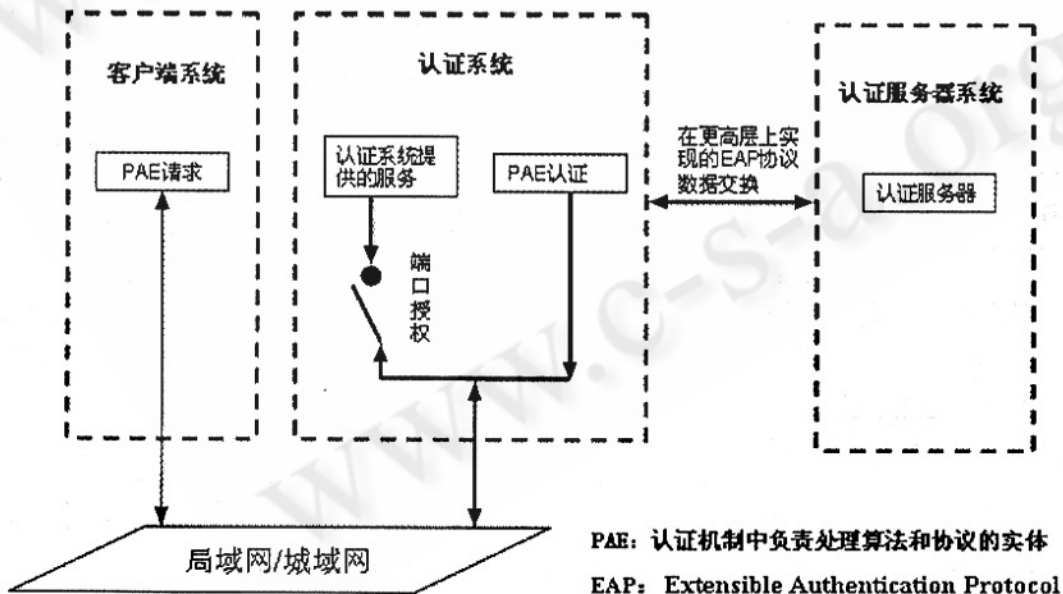 客户端系统
PAE请求
认证系统
认证系统提
供的服务
PAE认证
端
口
授
权
在更高层上实
现的EAP协议
数据交换
认证服务器系统
认证服务器
局域网/城域网
PAE：认证机制中负责处理算法和协议的实体
EAP： Extensible Authentication Protocol
www.c-s-a.org